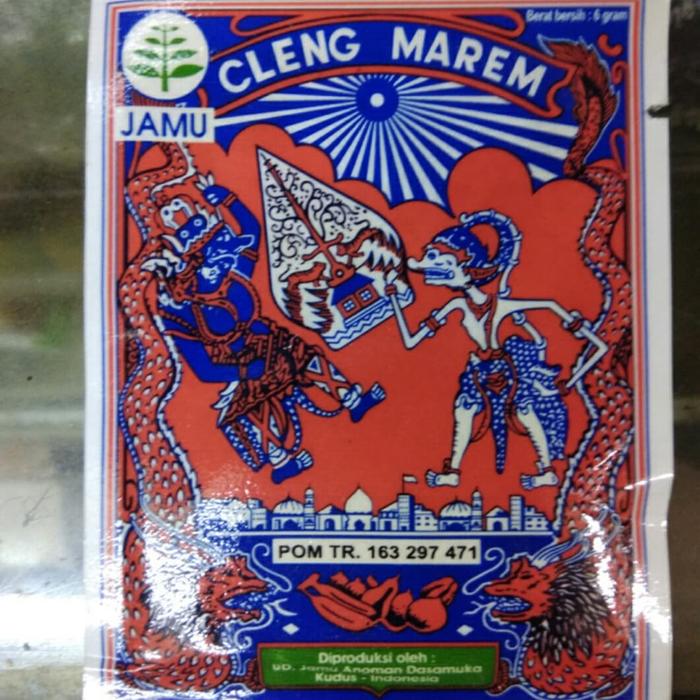 Berat bersih : 6 gram
CLENG MAREM
JAMU
POM TR. 163 297 471
Diproduksi oleh :
UD. Jamu Anoman Dasamuka
Kudus - Indonesia